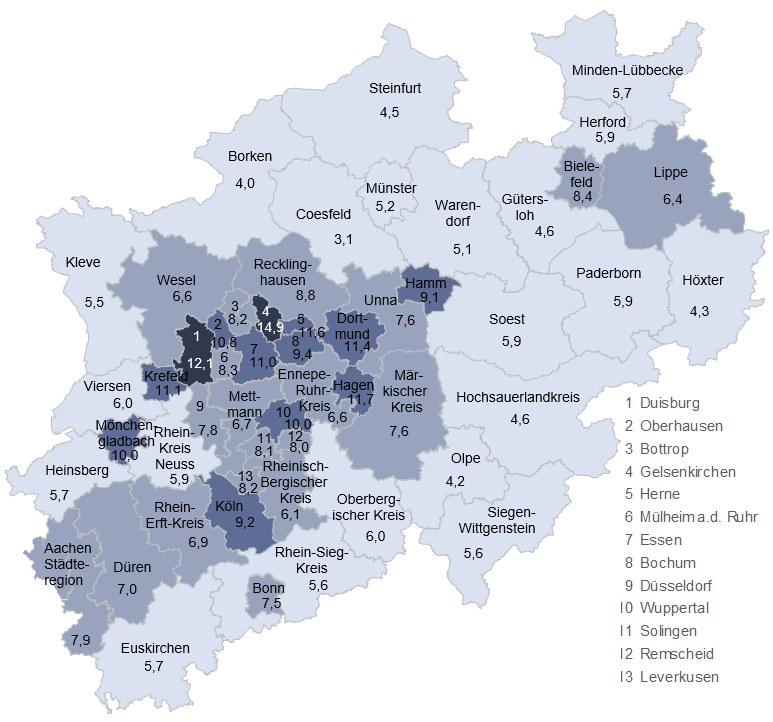 Minden-Lübbecke
5,7
Steinfurt
4,5
Herford
5,9
Borken
4,0
Biele-
feld
8,4
Lippe
6,4
Münster
5,2
Waren-
dorf
5,1
Güters-
loh
4,6
Coesfeld
3,1
Kleve
5,5
Wesel
6,6
Reckling-
hausen
8,8
Unna
7,6
Hamm
9,1
Soest
5,9
Paderborn
5,9
Höxter
4,3
1
12,1
2
10,8
3
8,2
4
14,9
5
11,6
6
8,3
7
11,0
8
9,4
Dort-
mund
11,4
Krefeld
11,1
Viersen
6,0
Mönchen-
gladbach
10,0
Rhein-
Kreis
Neuss
5,9
9
7,8
Mett-
mann
6,7
Ennepe-
Ruhr-
Kreis
6,6
Hagen
11,7
Mär-
kischer
Kreis
7,6
Hochsauerlandkreis
4,6
10
10,0
11
8,1
12
8,0
13
8,2
Heinsberg
5,7
Rhein-
Erft-Kreis
6,9
Köln
9,2
Rheinisch-
Bergischer
Kreis
6,1
Oberberg-
ischer Kreis
6,0
Olpe
4,2
Siegen-
Wittgenstein
5,6
Aachen
Städte-
region
7,9
Düren
7,0
Rhein-Sieg-
Kreis
5,6
Bonn
7,5
Euskirchen
5,7
1 Duisburg
2 Oberhausen
3 Bottrop
4 Gelsenkirchen
5 Herne
6 Mülheim a.d. Ruhr
7 Essen
8 Bochum
9 Düsseldorf
10 Wuppertal
11 Solingen
12 Remscheid
13 Leverkusen